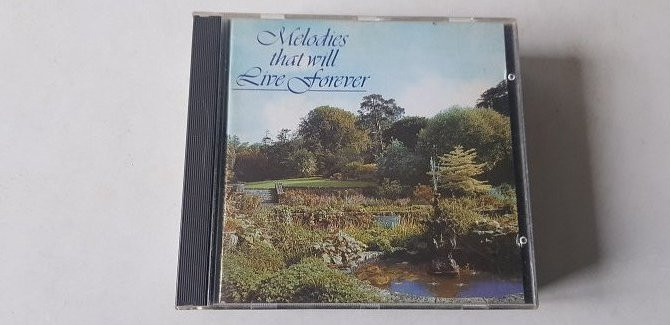 Melodies
that will
Live Forever